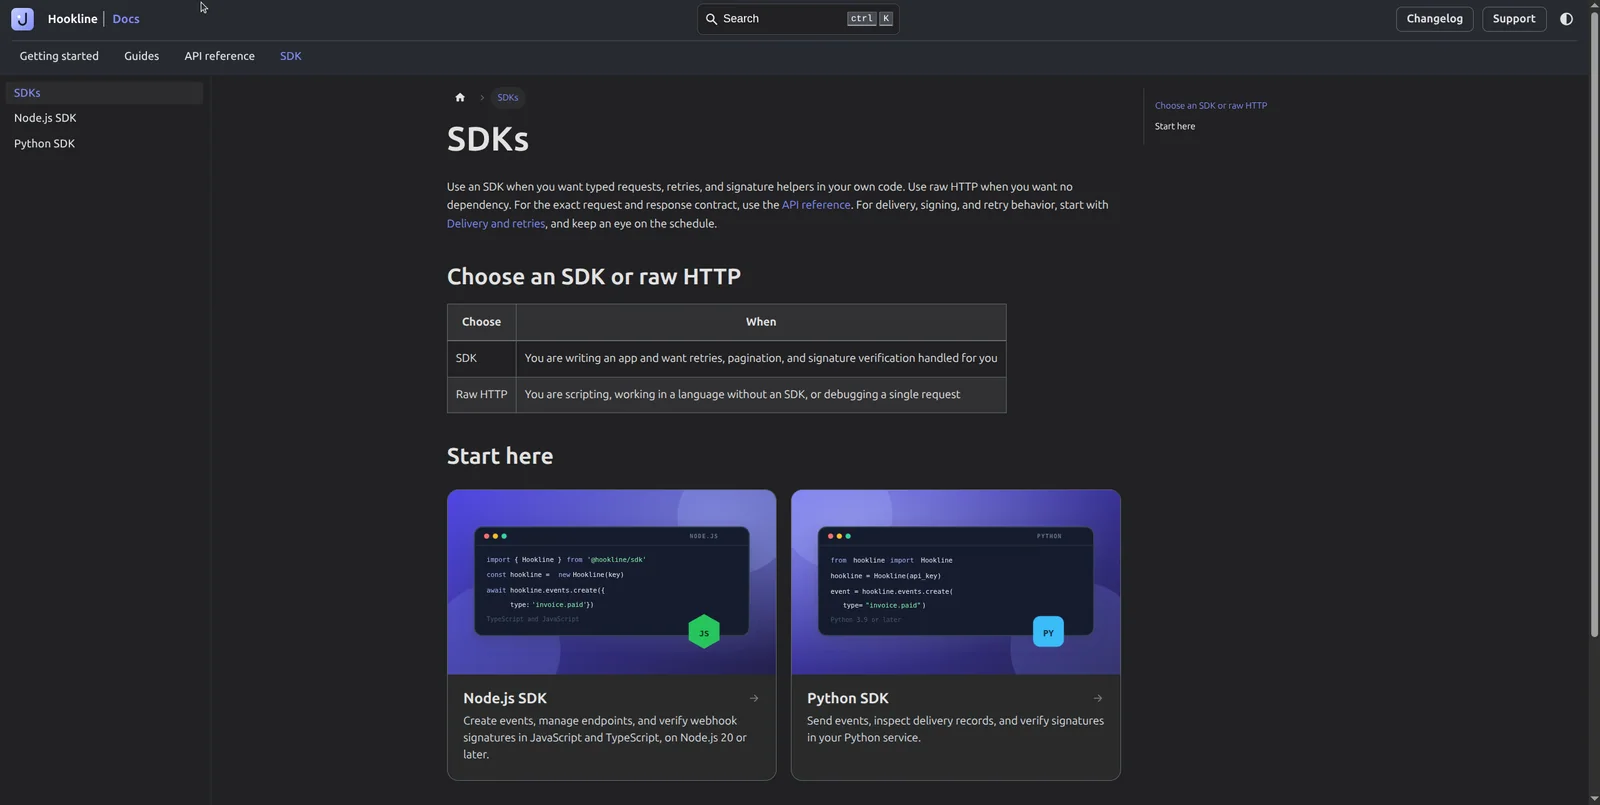 Hookline | Docs
Search
ctrl K
Changelog
Support
Getting started
Guides
API reference
SDK
SDKs
Node.js SDK
Python SDK
SDKs
SDKs
Use an SDK when you want typed requests, retries, and signature helpers in your own code. Use raw HTTP when you want no
dependency. For the exact request and response contract, use the API reference. For delivery, signing, and retry behavior, start with
Delivery and retries, and keep an eye on the schedule.
Choose an SDK or raw HTTP
Choose When
SDK You are writing an app and want retries, pagination, and signature verification handled for you
Raw HTTP You are scripting, working in a language without an SDK, or debugging a single request
Start here
NODE.JS
import { Hookline } from '@hookline/sdk'
const hookline = new Hookline(key)
await hookline.events.create({
type: 'invoice.paid'})
TypeScript and JavaScript
JS
Node.js SDK
Create events, manage endpoints, and verify webhook
signatures in JavaScript and TypeScript, on Node.js 20 or
later.
PYTHON
from hookline import Hookline
hookline = Hookline(api_key)
event = hookline.events.create(
type= "invoice.paid")
Python 3.9 or later
PY
Python SDK
Send events, inspect delivery records, and verify signatures
in your Python service.
Choose an SDK or raw HTTP
Start here